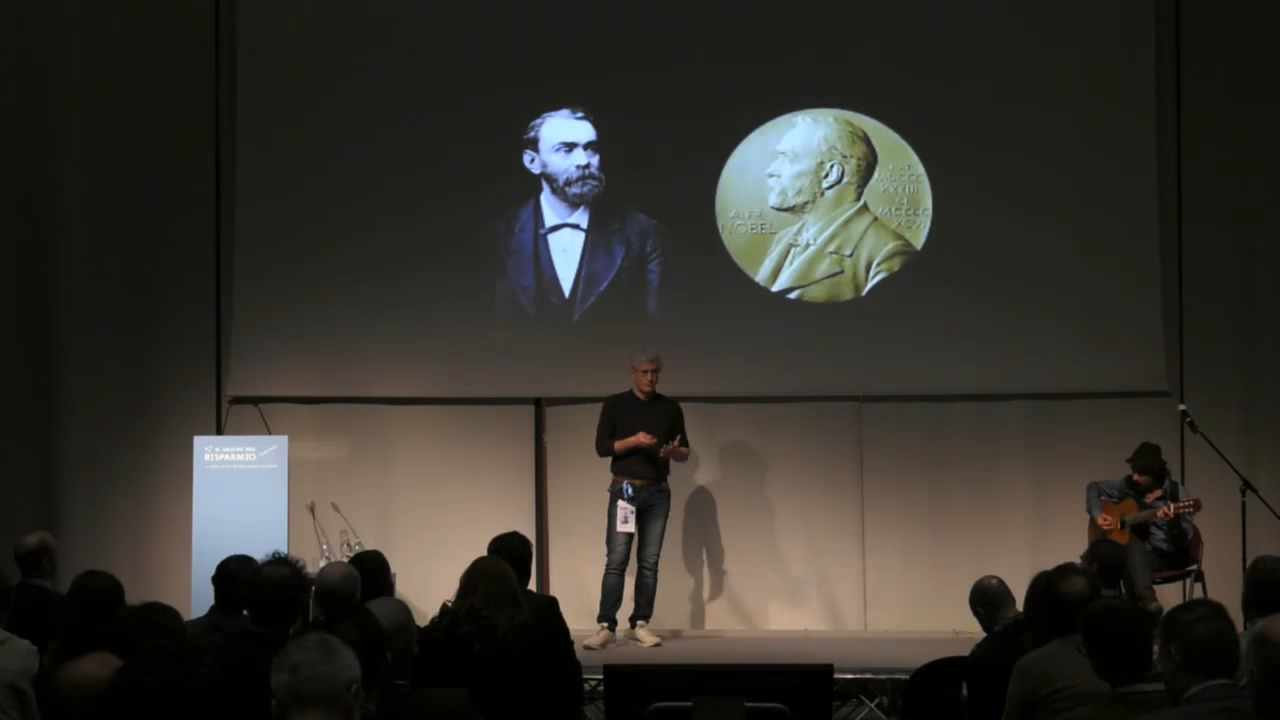 ALFR.
NOBEL
NAT.
MDCCC
XXXIII
OB.
MDCCC
XCVI
IL SALONE DEL
RISPARMIO